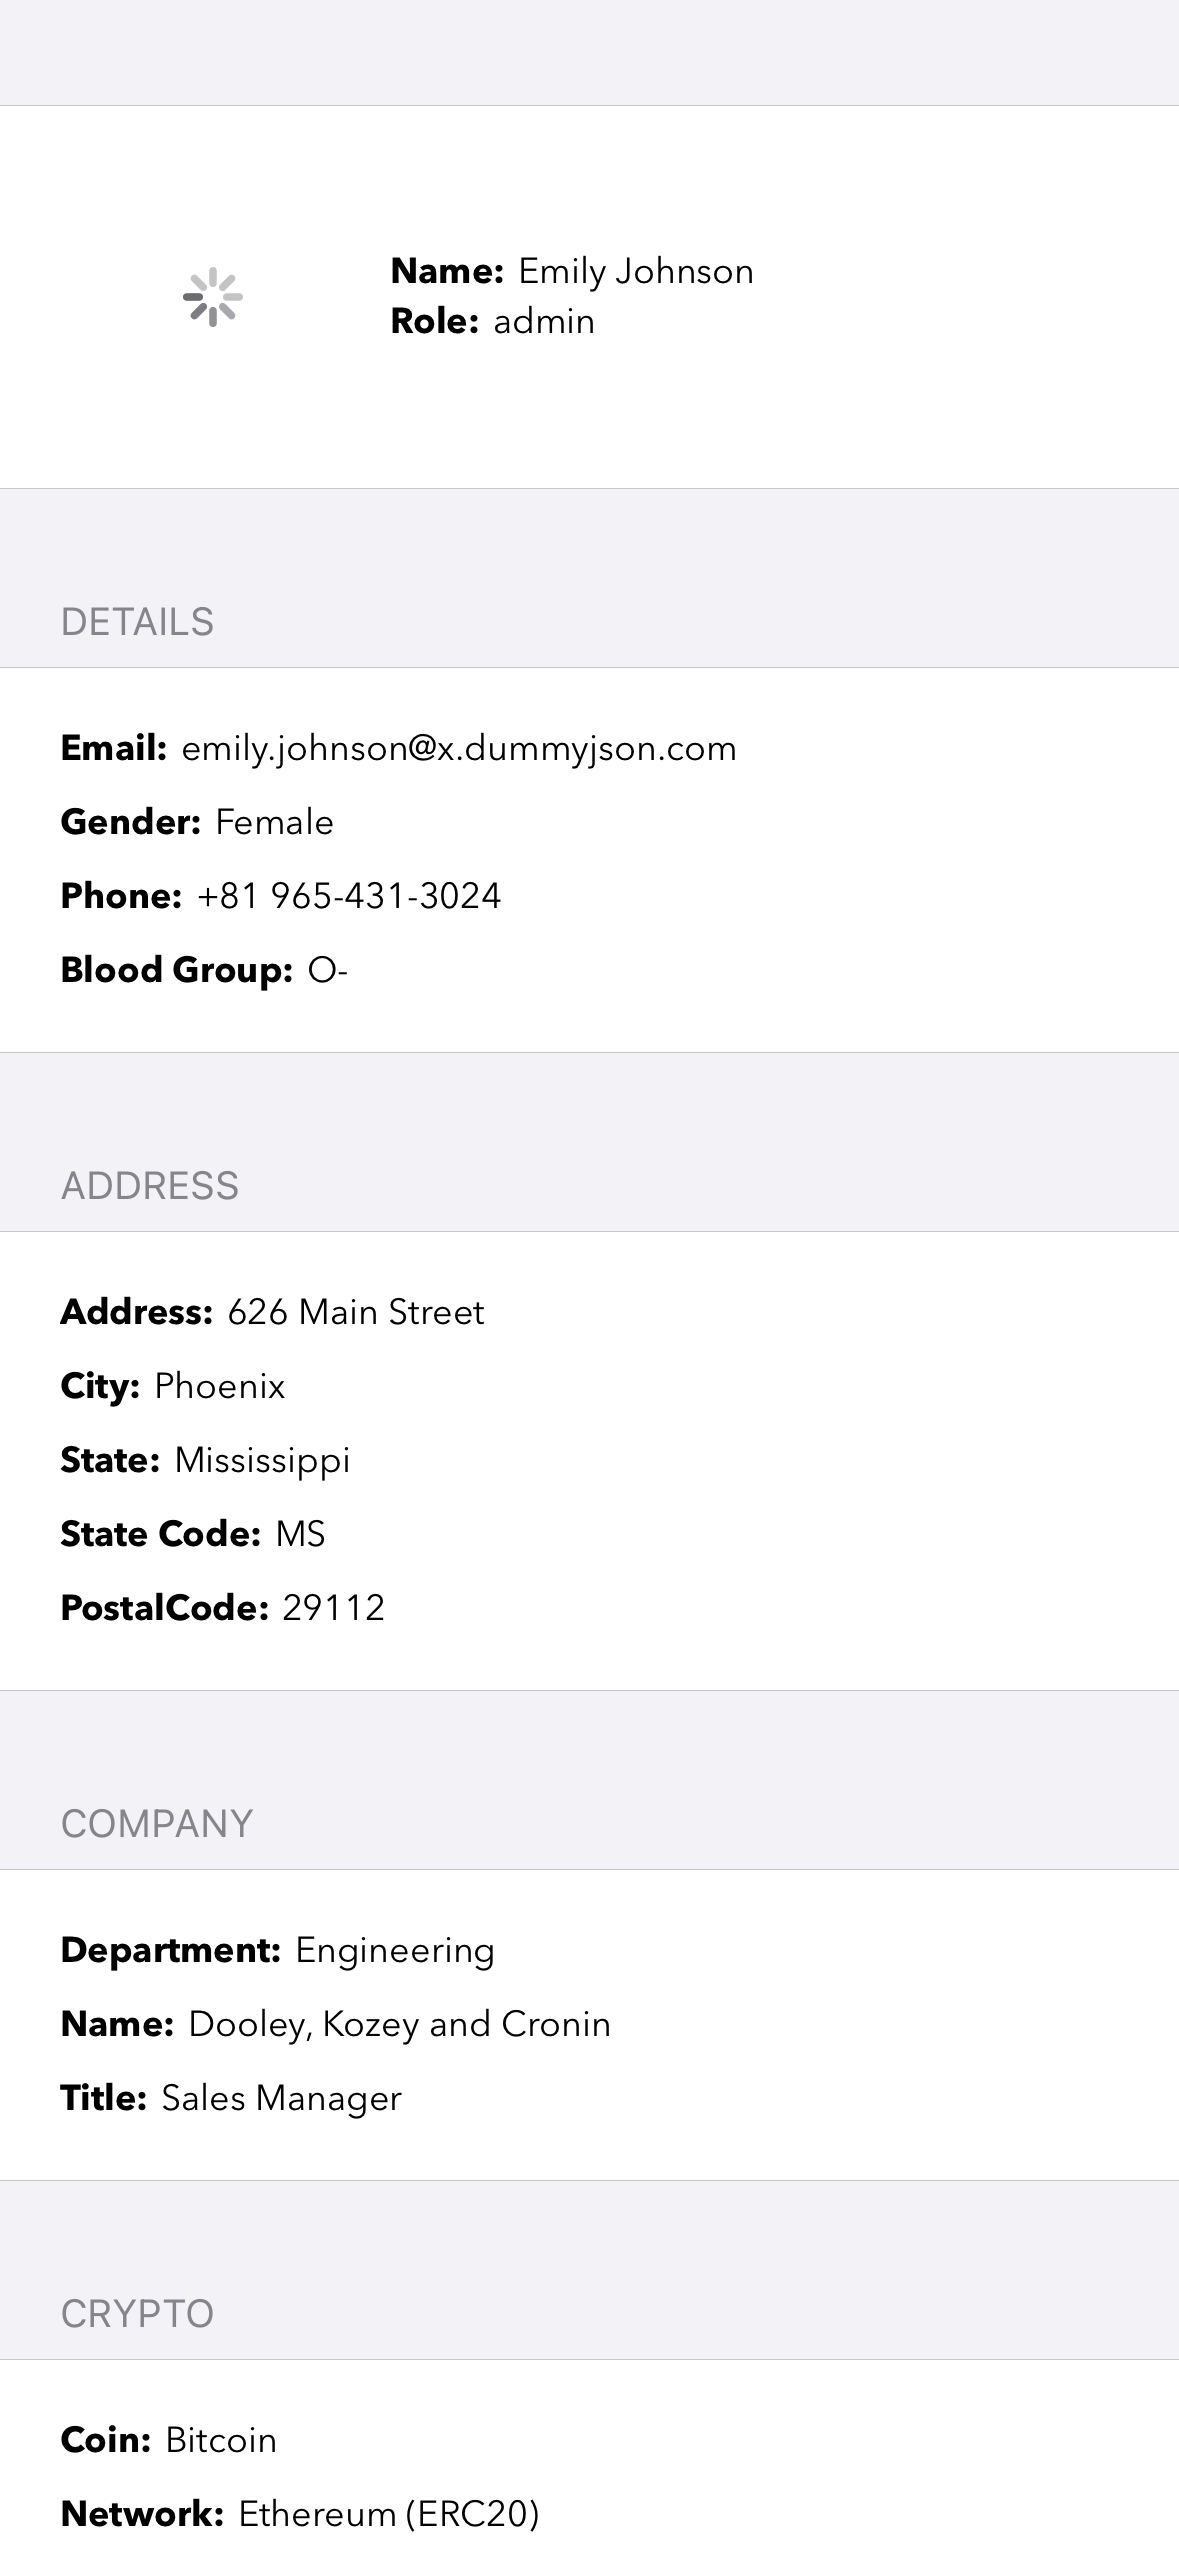 Name: Emily Johnson
Role: admin
DETAILS
Email: emily.johnson@x.dummyjson.com
Gender: Female
Phone: +81 965-431-3024
Blood Group: O-
ADDRESS
Address: 626 Main Street
City: Phoenix
State: Mississippi
State Code: MS
PostalCode: 29112
COMPANY
Department: Engineering
Name: Dooley, Kozey and Cronin
Title: Sales Manager
CRYPTO
Coin: Bitcoin
Network: Ethereum (ERC20)